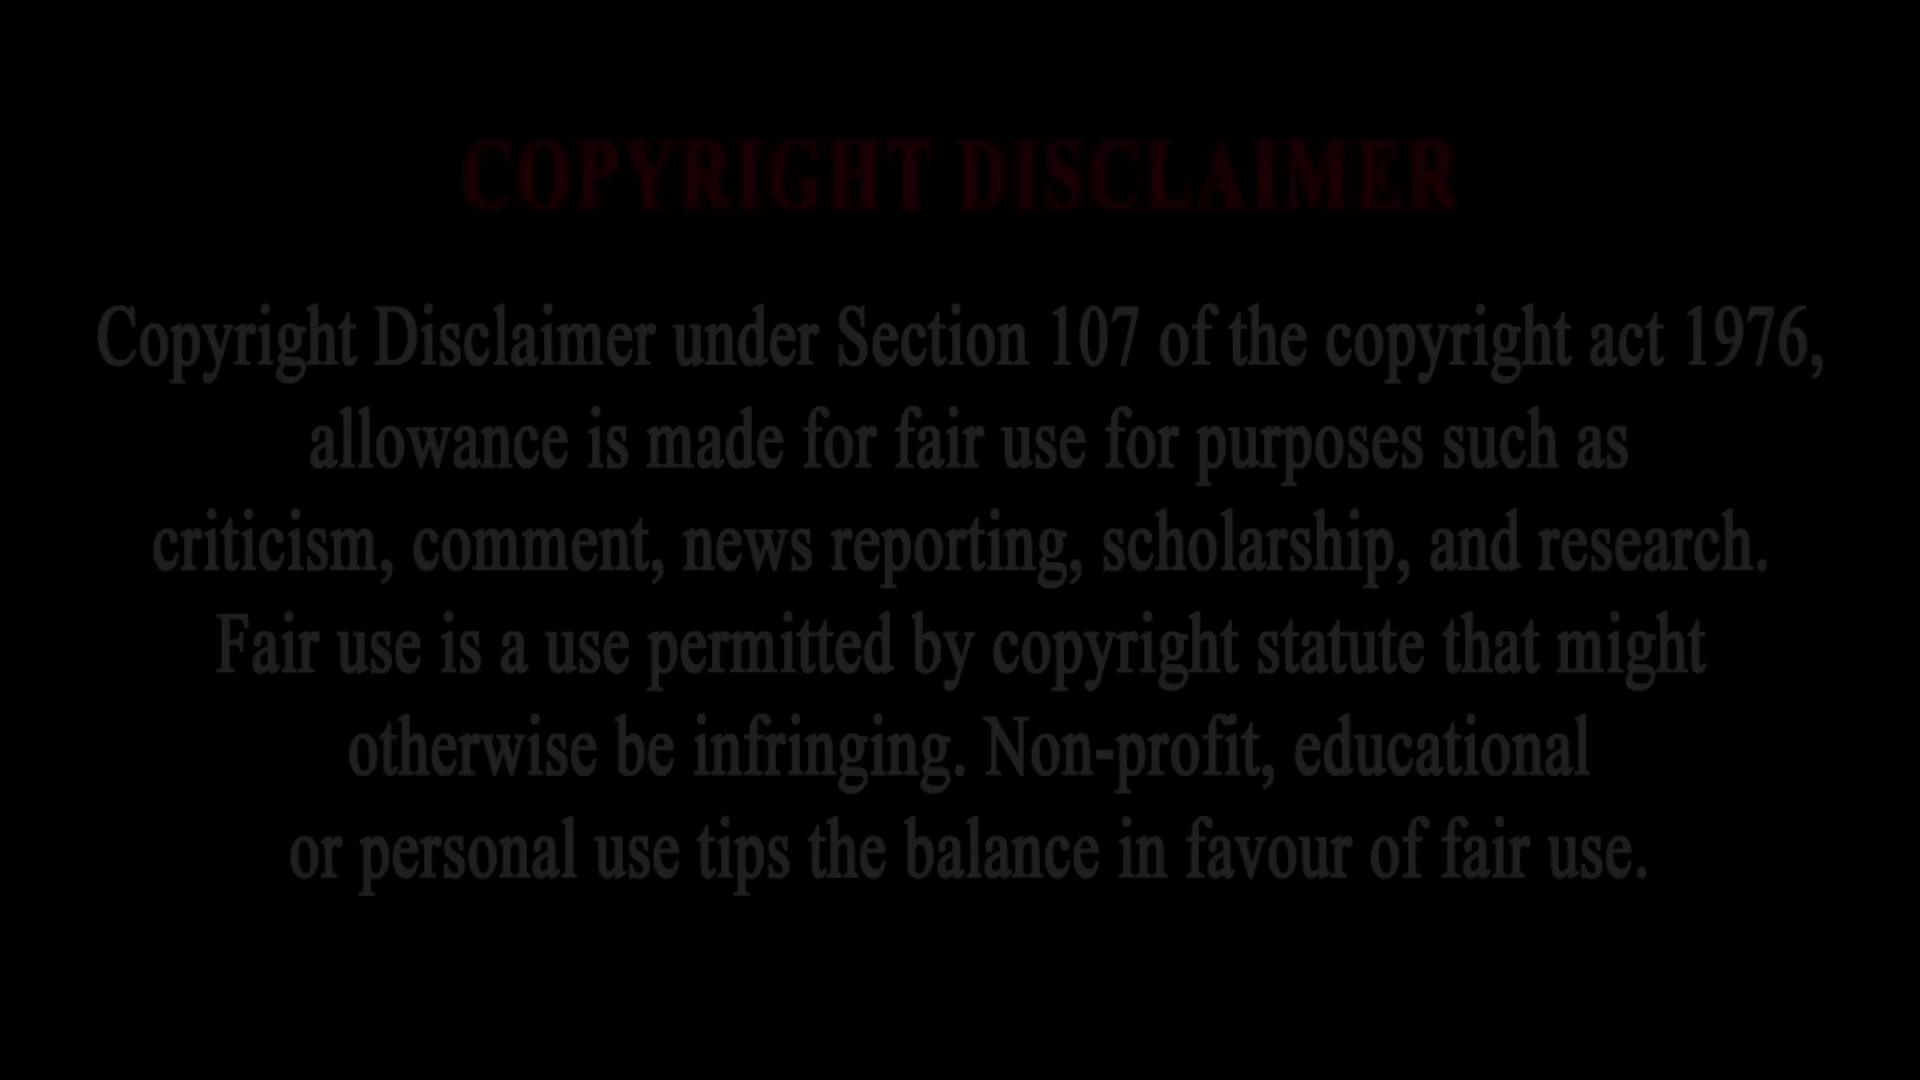 COPYRIGHT DISCLAIMER
Copyright Disclaimer under Section 107 of the copyright act 1976,
allowance is made for fair use for purposes such as
criticism, comment, news reporting, scholarship, and research.
Fair use is a use permitted by copyright statute that might
otherwise be infringing. Non-profit, educational
or personal use tips the balance in favour of fair use.